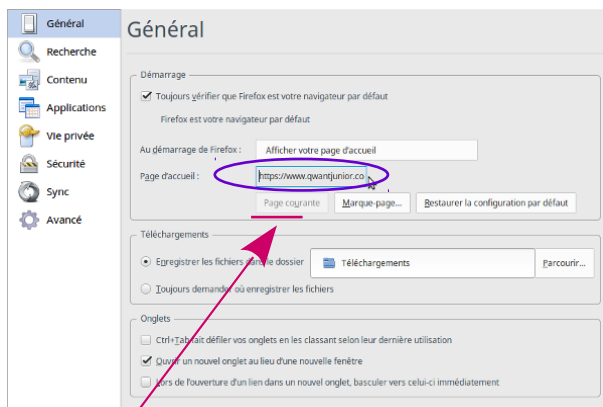 Général
Général
Recherche
Contenu
Applications
Vie privée
Sécurité
Sync
Avancé
Démarrage
Toujours vérifier que Firefox est votre navigateur par défaut
Firefox est votre navigateur par défaut
Au démarrage de Firefox : Afficher votre page d'accueil
Page d'accueil : https://www.qwantjunior.co
Page courante Marque-page... Restaurer la configuration par défaut
Téléchargements
Enregistrer les fichiers dans le dossier Téléchargements Parcourir...
Toujours demander où enregistrer les fichiers
Onglets
Ctrl+Tab fait défiler vos onglets en les classant selon leur dernière utilisation
Ouvrir un nouvel onglet au lieu d'une nouvelle fenêtre
Lors de l'ouverture d'un lien dans un nouvel onglet, basculer vers celui-ci immédiatement